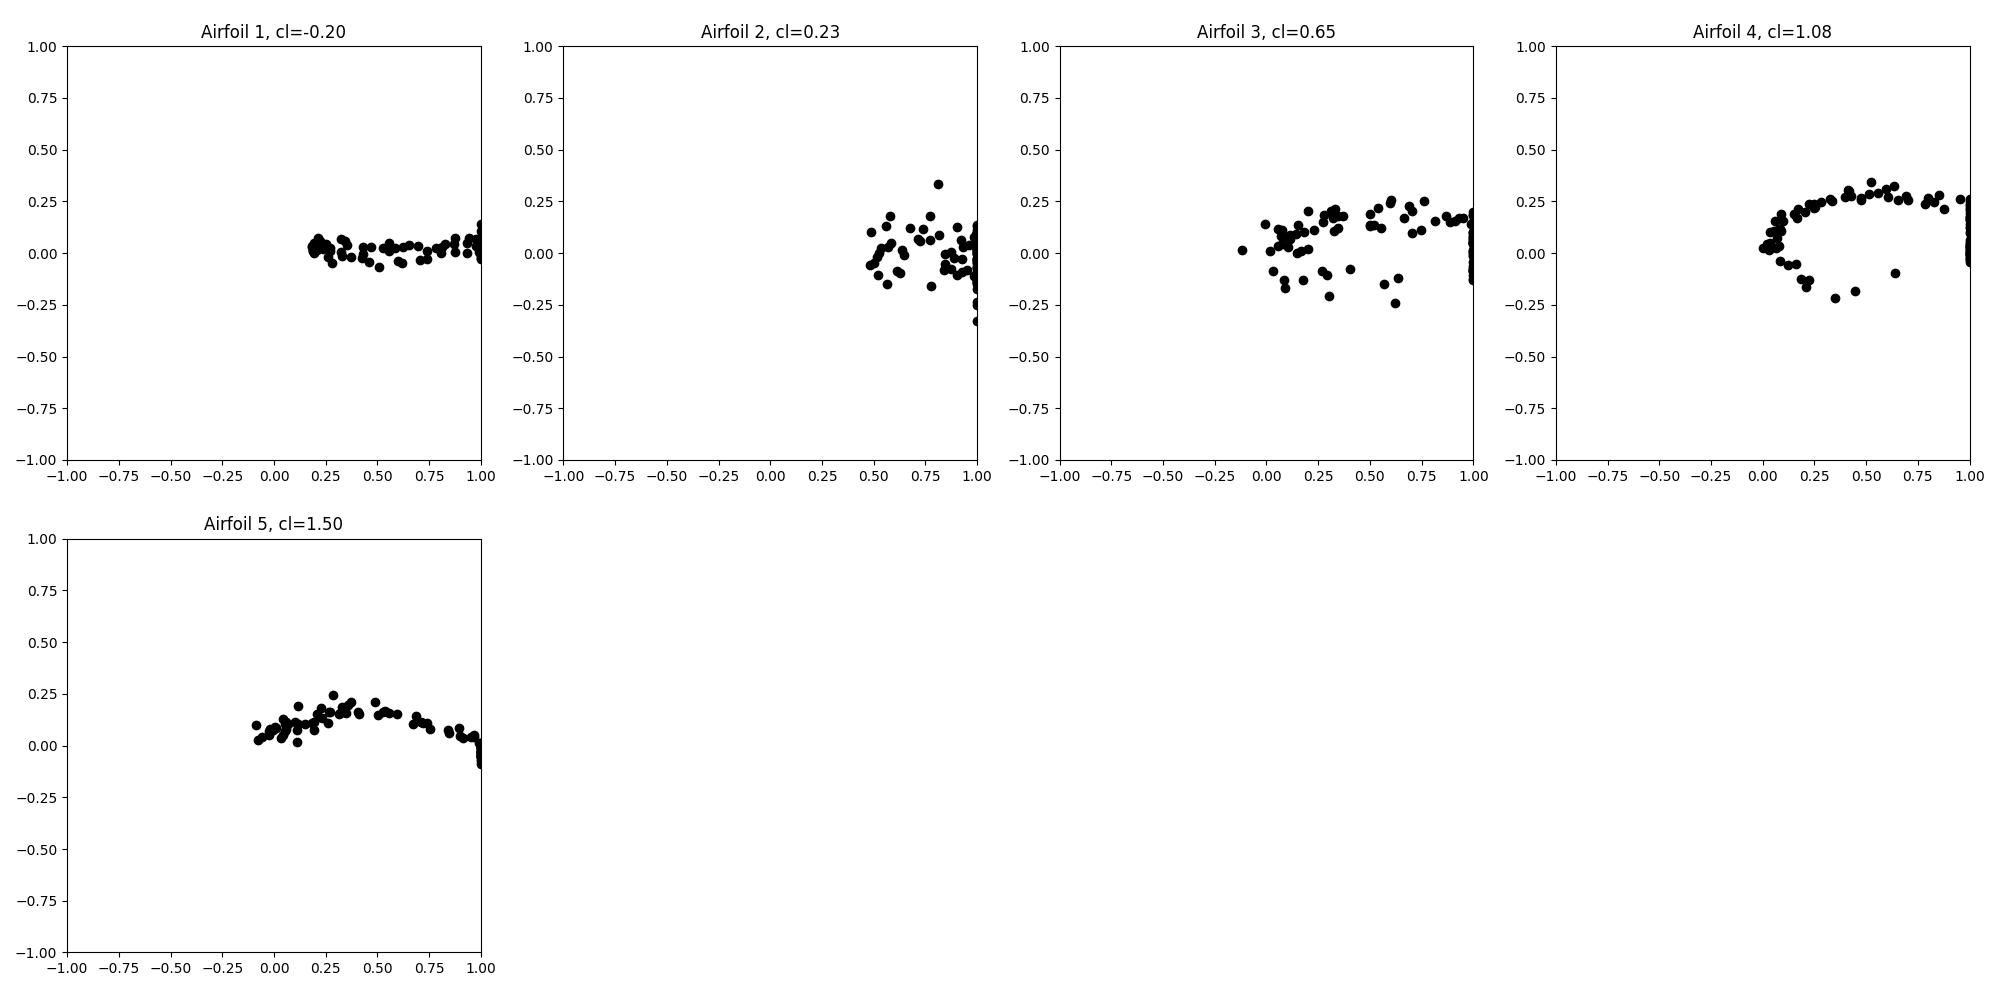 Airfoil 1, cl=-0.20
Airfoil 2, cl=0.23
Airfoil 3, cl=0.65
Airfoil 4, cl=1.08
1.00 1.00 1.00 1.00
0.75 0.75 0.75 0.75
0.50 0.50 0.50 0.50
0.25 0.25 0.25 0.25
0.00 0.00 0.00 0.00
−0.25 −0.25 −0.25 −0.25
−0.50 −0.50 −0.50 −0.50
−0.75 −0.75 −0.75 −0.75
−1.00 −1.00 −1.00 −1.00
−1.00 −0.75 −0.50 −0.25 0.00 0.25 0.50 0.75 1.00
−1.00 −0.75 −0.50 −0.25 0.00 0.25 0.50 0.75 1.00
−1.00 −0.75 −0.50 −0.25 0.00 0.25 0.50 0.75 1.00
−1.00 −0.75 −0.50 −0.25 0.00 0.25 0.50 0.75 1.00
Airfoil 5, cl=1.50
1.00
0.75
0.50
0.25
0.00
−0.25
−0.50
−0.75
−1.00
−1.00 −0.75 −0.50 −0.25 0.00 0.25 0.50 0.75 1.00